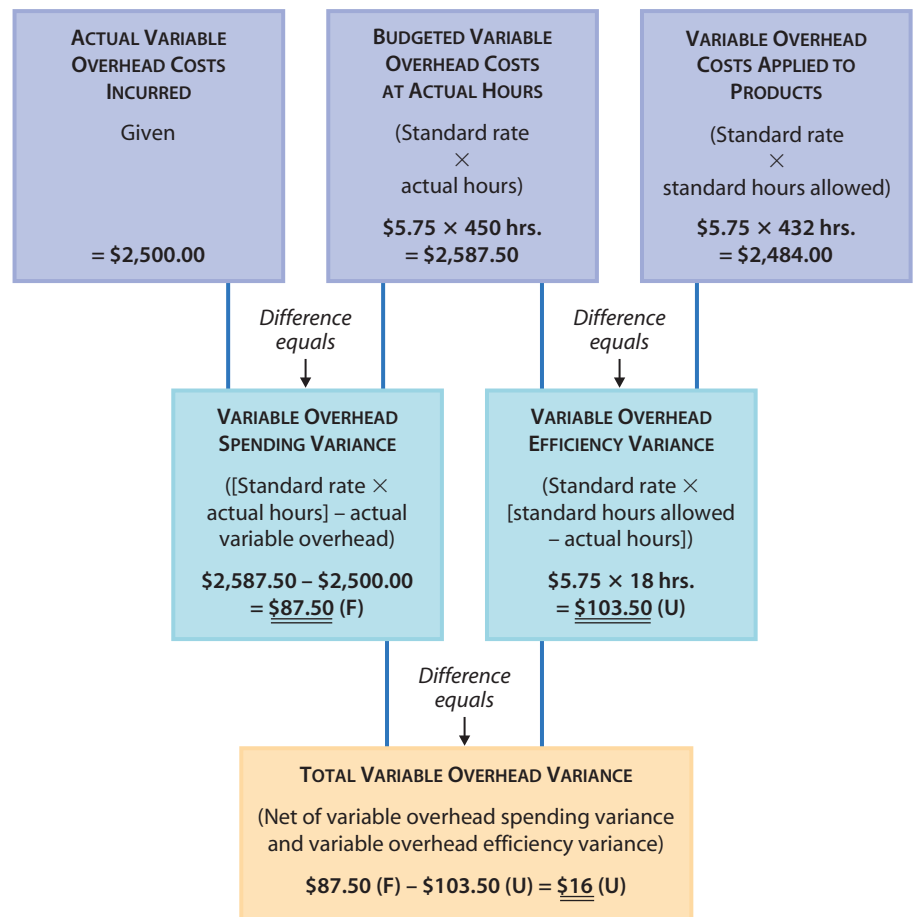 ACTUAL VARIABLE
OVERHEAD COSTS
INCURRED
Given
= $2,500.00
BUDGETED VARIABLE
OVERHEAD COSTS
AT ACTUAL HOURS
(Standard rate
×
actual hours)
$5.75 × 450 hrs.
= $2,587.50
VARIABLE OVERHEAD
COSTS APPLIED TO
PRODUCTS
(Standard rate
×
standard hours allowed)
$5.75 × 432 hrs.
= $2,484.00
Difference
equals
Difference
equals
VARIABLE OVERHEAD
SPENDING VARIANCE
([Standard rate ×
actual hours] – actual
variable overhead)
$2,587.50 – $2,500.00
= $87.50 (F)
VARIABLE OVERHEAD
EFFICIENCY VARIANCE
(Standard rate ×
[standard hours allowed
– actual hours])
$5.75 × 18 hrs.
= $103.50 (U)
Difference
equals
TOTAL VARIABLE OVERHEAD VARIANCE
(Net of variable overhead spending variance
and variable overhead efficiency variance)
$87.50 (F) – $103.50 (U) = $16 (U)